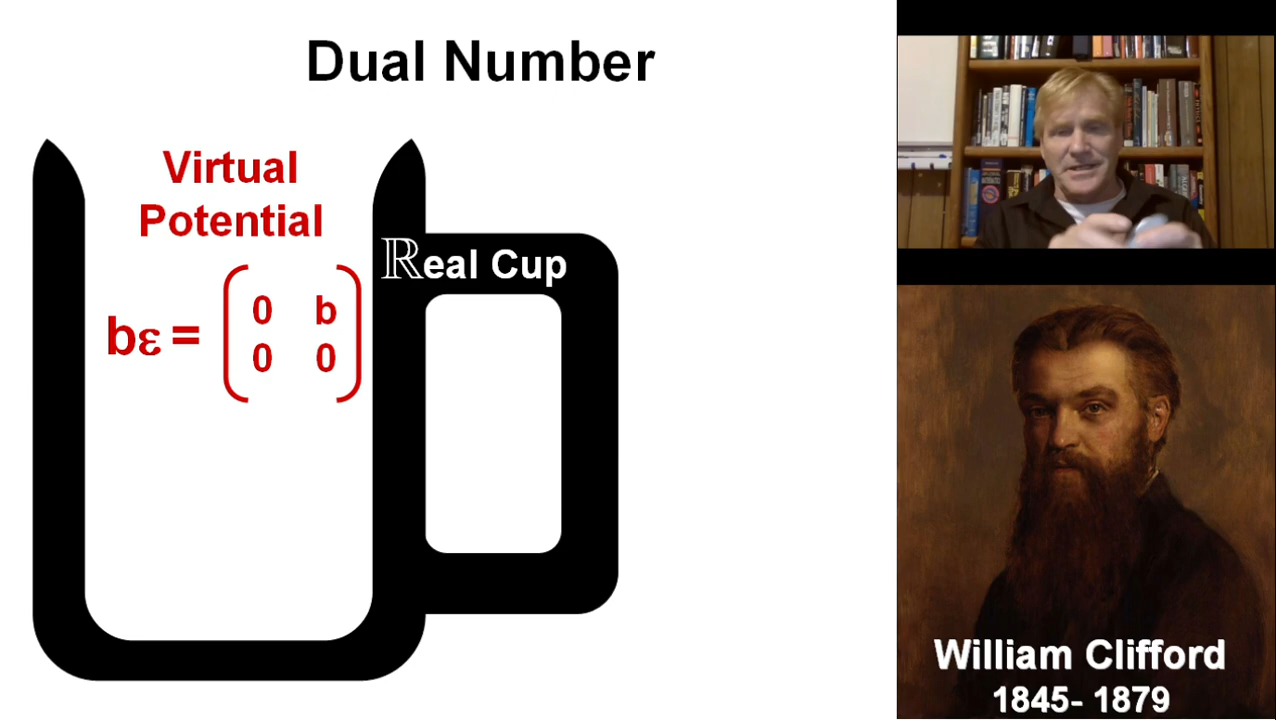 Dual Number
Virtual
Potential
bε = ( 0 b
0 0 )
ℝeal Cup
William Clifford
1845- 1879